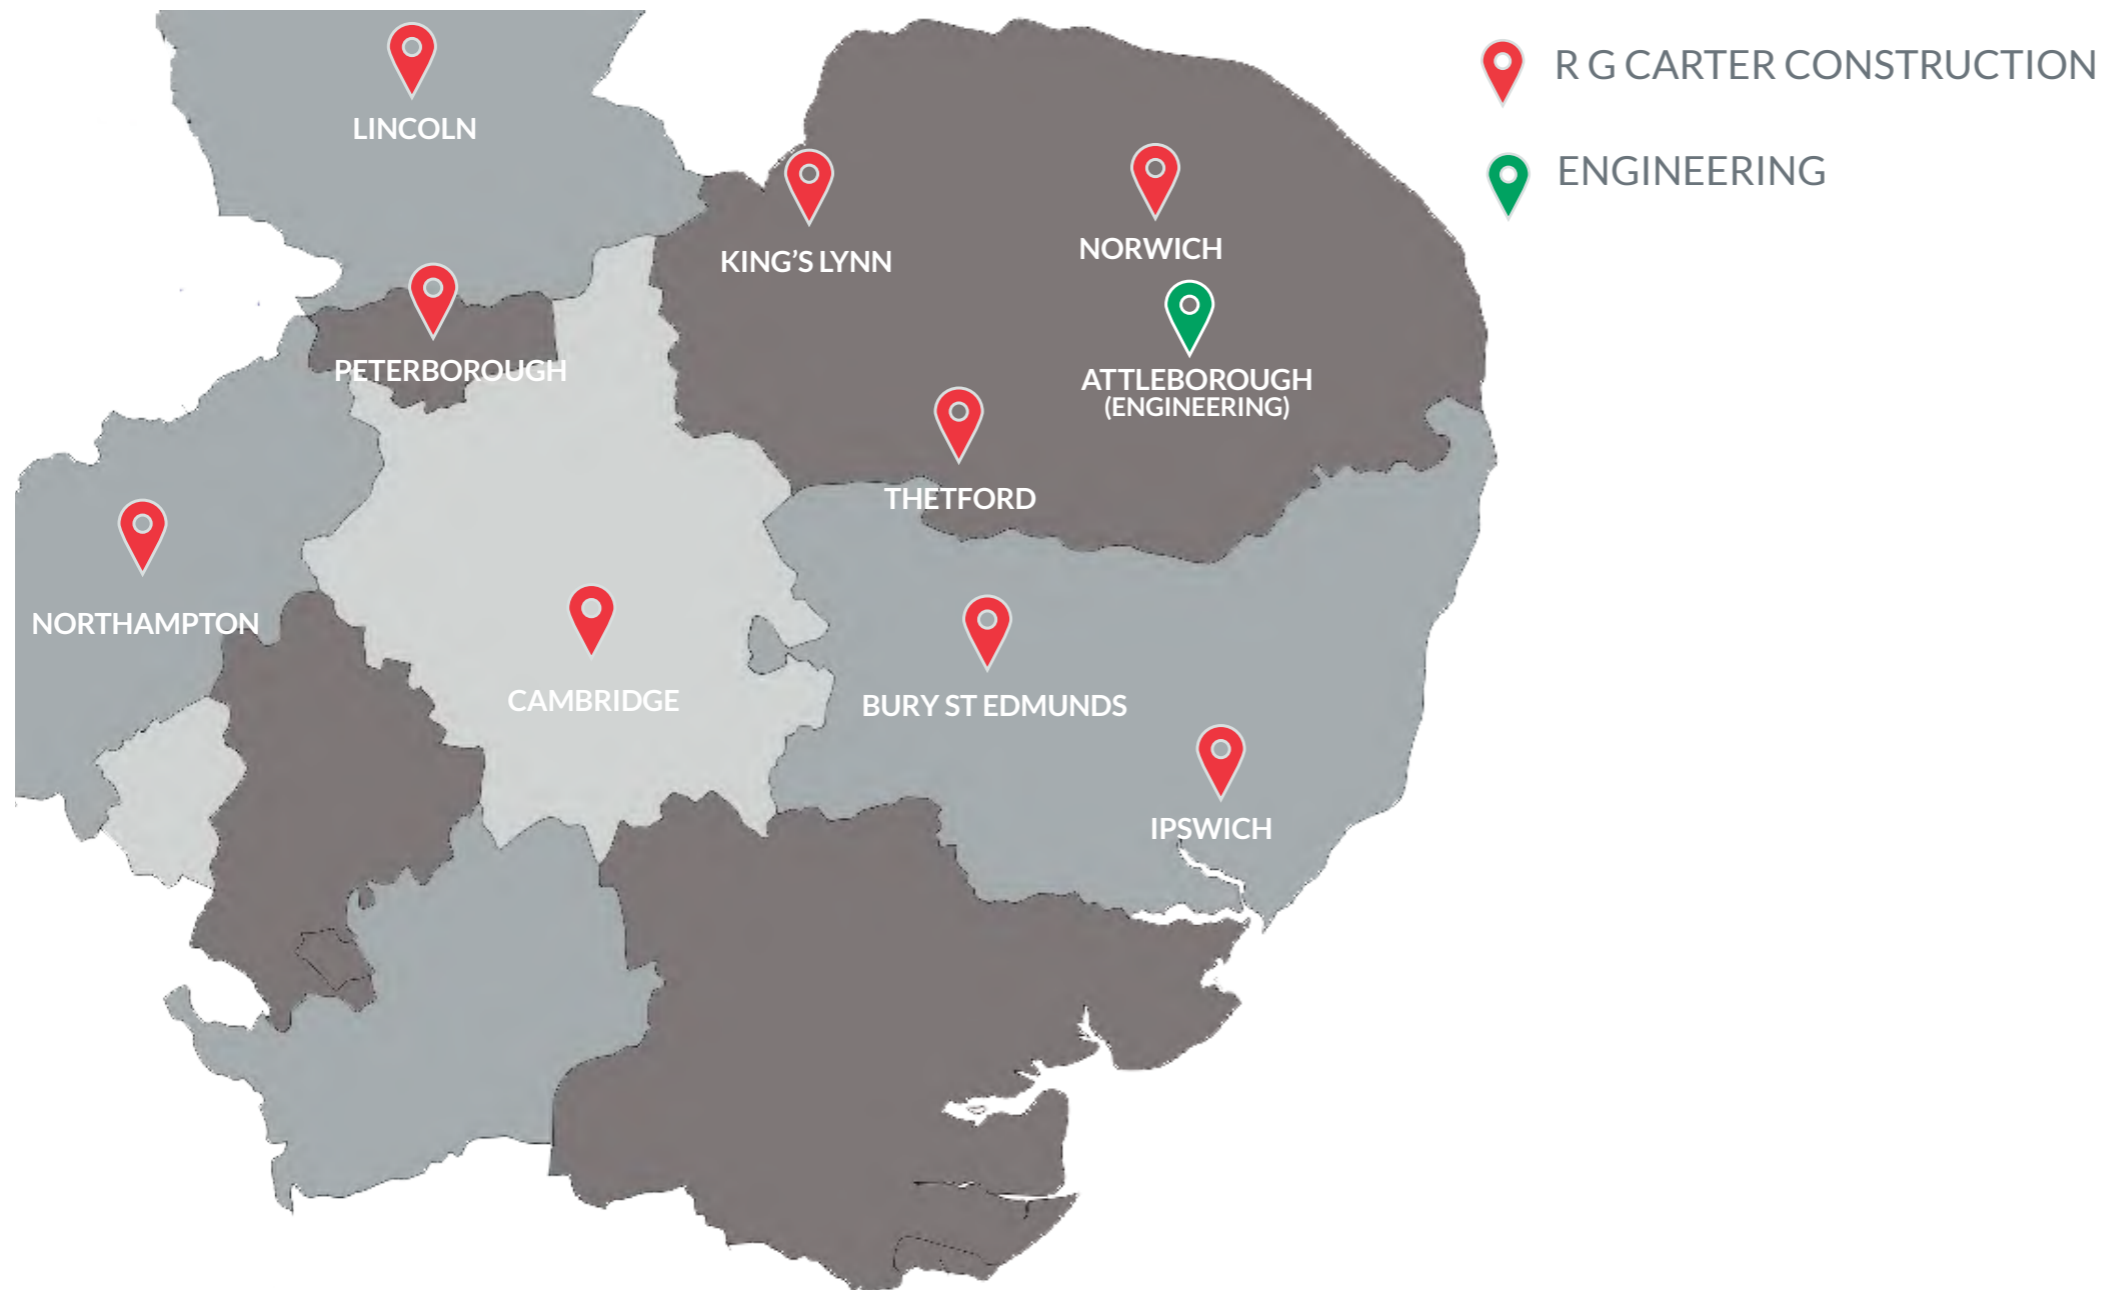 R G CARTER CONSTRUCTION
ENGINEERING
LINCOLN
KING'S LYNN
NORWICH
PETERBOROUGH
ATTLEBOROUGH
(ENGINEERING)
THETFORD
NORTHAMPTON
CAMBRIDGE
BURY ST EDMUNDS
IPSWICH